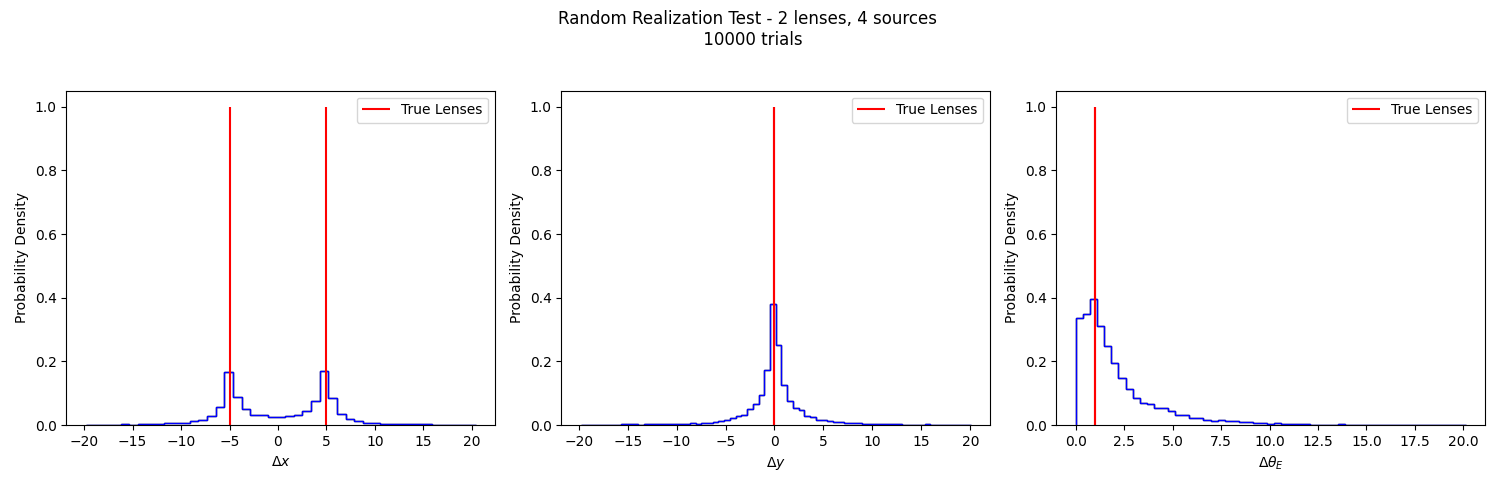 Random Realization Test - 2 lenses, 4 sources
10000 trials
Probability Density
1.0
0.8
0.6
0.4
0.2
0.0
True Lenses
−20 −15 −10 −5 0 5 10 15 20
Δx
Probability Density
1.0
0.8
0.6
0.4
0.2
0.0
True Lenses
−20 −15 −10 −5 0 5 10 15 20
Δy
Probability Density
1.0
0.8
0.6
0.4
0.2
0.0
True Lenses
0.0 2.5 5.0 7.5 10.0 12.5 15.0 17.5 20.0
Δθ_E